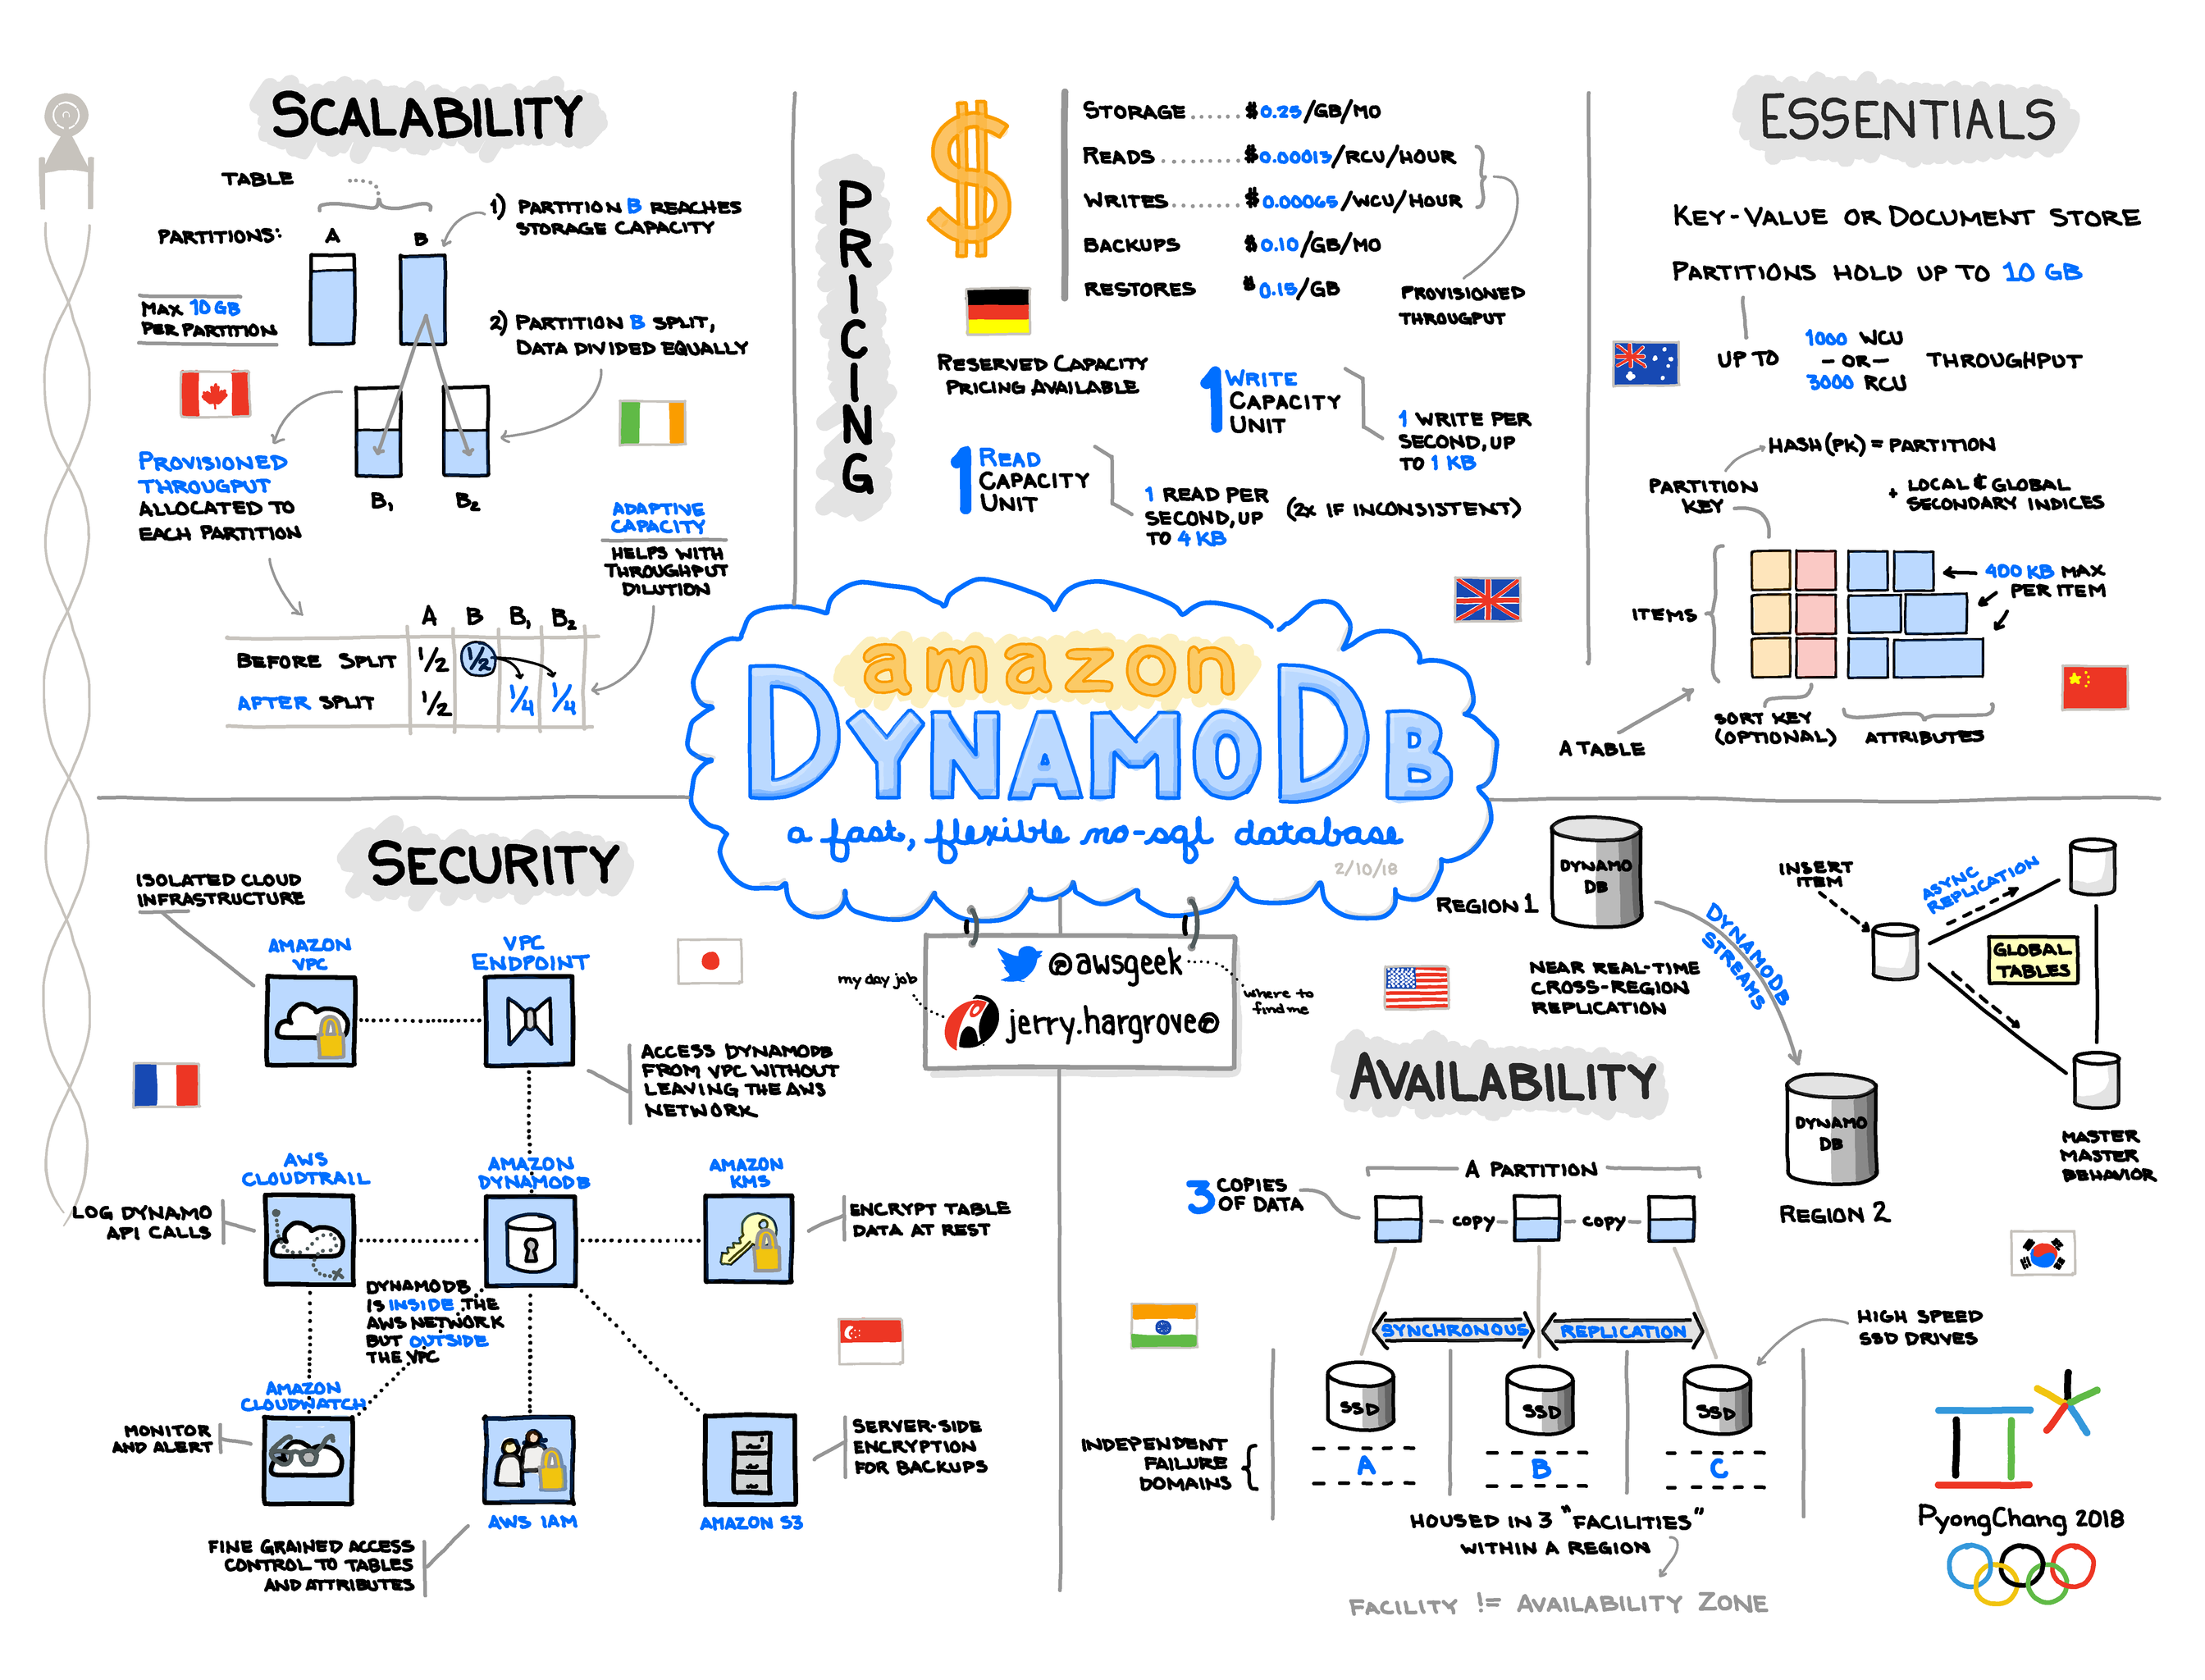 SCALABILITY
TABLE
PARTITIONS:
A
B
1) PARTITION B REACHES
STORAGE CAPACITY
MAX 10 GB
PER PARTITION
2) PARTITION B SPLIT,
DATA DIVIDED EQUALLY
B1
B2
PROVISIONED
THROUGPUT
ALLOCATED TO
EACH PARTITION
ADAPTIVE
CAPACITY
HELPS WITH
THROUGHPUT
DILUTION
A B B1 B2
BEFORE SPLIT 1/2 1/2
AFTER SPLIT 1/2 1/4 1/4
PRICING
$
STORAGE...... $0.25/GB/MO
READS ........ $0.00013/RCU/HOUR
WRITES....... $0.00065/WCU/HOUR
BACKUPS $0.10/GB/MO
RESTORES $0.15/GB
PROVISIONED
THROUGPUT
RESERVED CAPACITY
PRICING AVAILABLE
1 WRITE
CAPACITY
UNIT
1 WRITE PER
SECOND, UP
TO 1 KB
1 READ
CAPACITY
UNIT
1 READ PER
SECOND, UP
TO 4 KB
(2X IF INCONSISTENT)
ESSENTIALS
KEY-VALUE OR DOCUMENT STORE
PARTITIONS HOLD UP TO 10 GB
UP TO
1000 WCU
-OR-
3000 RCU
THROUGHPUT
HASH(PK) = PARTITION
PARTITION
KEY
+ LOCAL & GLOBAL
SECONDARY INDICES
ITEMS
400 KB MAX
PER ITEM
SORT KEY
(OPTIONAL)
ATTRIBUTES
A TABLE
amazon
DYNAMODB
a fast, flexible no-sql database
2/10/18
@awsgeek
jerry.hargrove@
my day job
where to
find me
SECURITY
ISOLATED CLOUD
INFRASTRUCTURE
AMAZON
VPC
VPC
ENDPOINT
ACCESS DYNAMODB
FROM VPC WITHOUT
LEAVING THE AWS
NETWORK
AWS
CLOUDTRAIL
AMAZON
DYNAMODB
AMAZON
KMS
LOG DYNAMO
API CALLS
ENCRYPT TABLE
DATA AT REST
DYNAMODB
IS INSIDE THE
AWS NETWORK
BUT OUTSIDE
THE VPC
AMAZON
CLOUDWATCH
MONITOR
AND ALERT
AWS IAM
AMAZON S3
SERVER-SIDE
ENCRYPTION
FOR BACKUPS
FINE GRAINED ACCESS
CONTROL TO TABLES
AND ATTRIBUTES
REGION 1
DYNAMO
DB
DYNAMODB
STREAMS
NEAR REAL-TIME
CROSS-REGION
REPLICATION
DYNAMO
DB
REGION 2
INSERT
ITEM
ASYNC
REPLICATION
GLOBAL
TABLES
MASTER
MASTER
BEHAVIOR
AVAILABILITY
A PARTITION
3 COPIES
OF DATA
COPY
COPY
SYNCHRONOUS
REPLICATION
HIGH SPEED
SSD DRIVES
SSD
SSD
SSD
INDEPENDENT
FAILURE
DOMAINS
A
B
C
HOUSED IN 3 "FACILITIES"
WITHIN A REGION
FACILITY != AVAILABILITY ZONE
PyongChang 2018